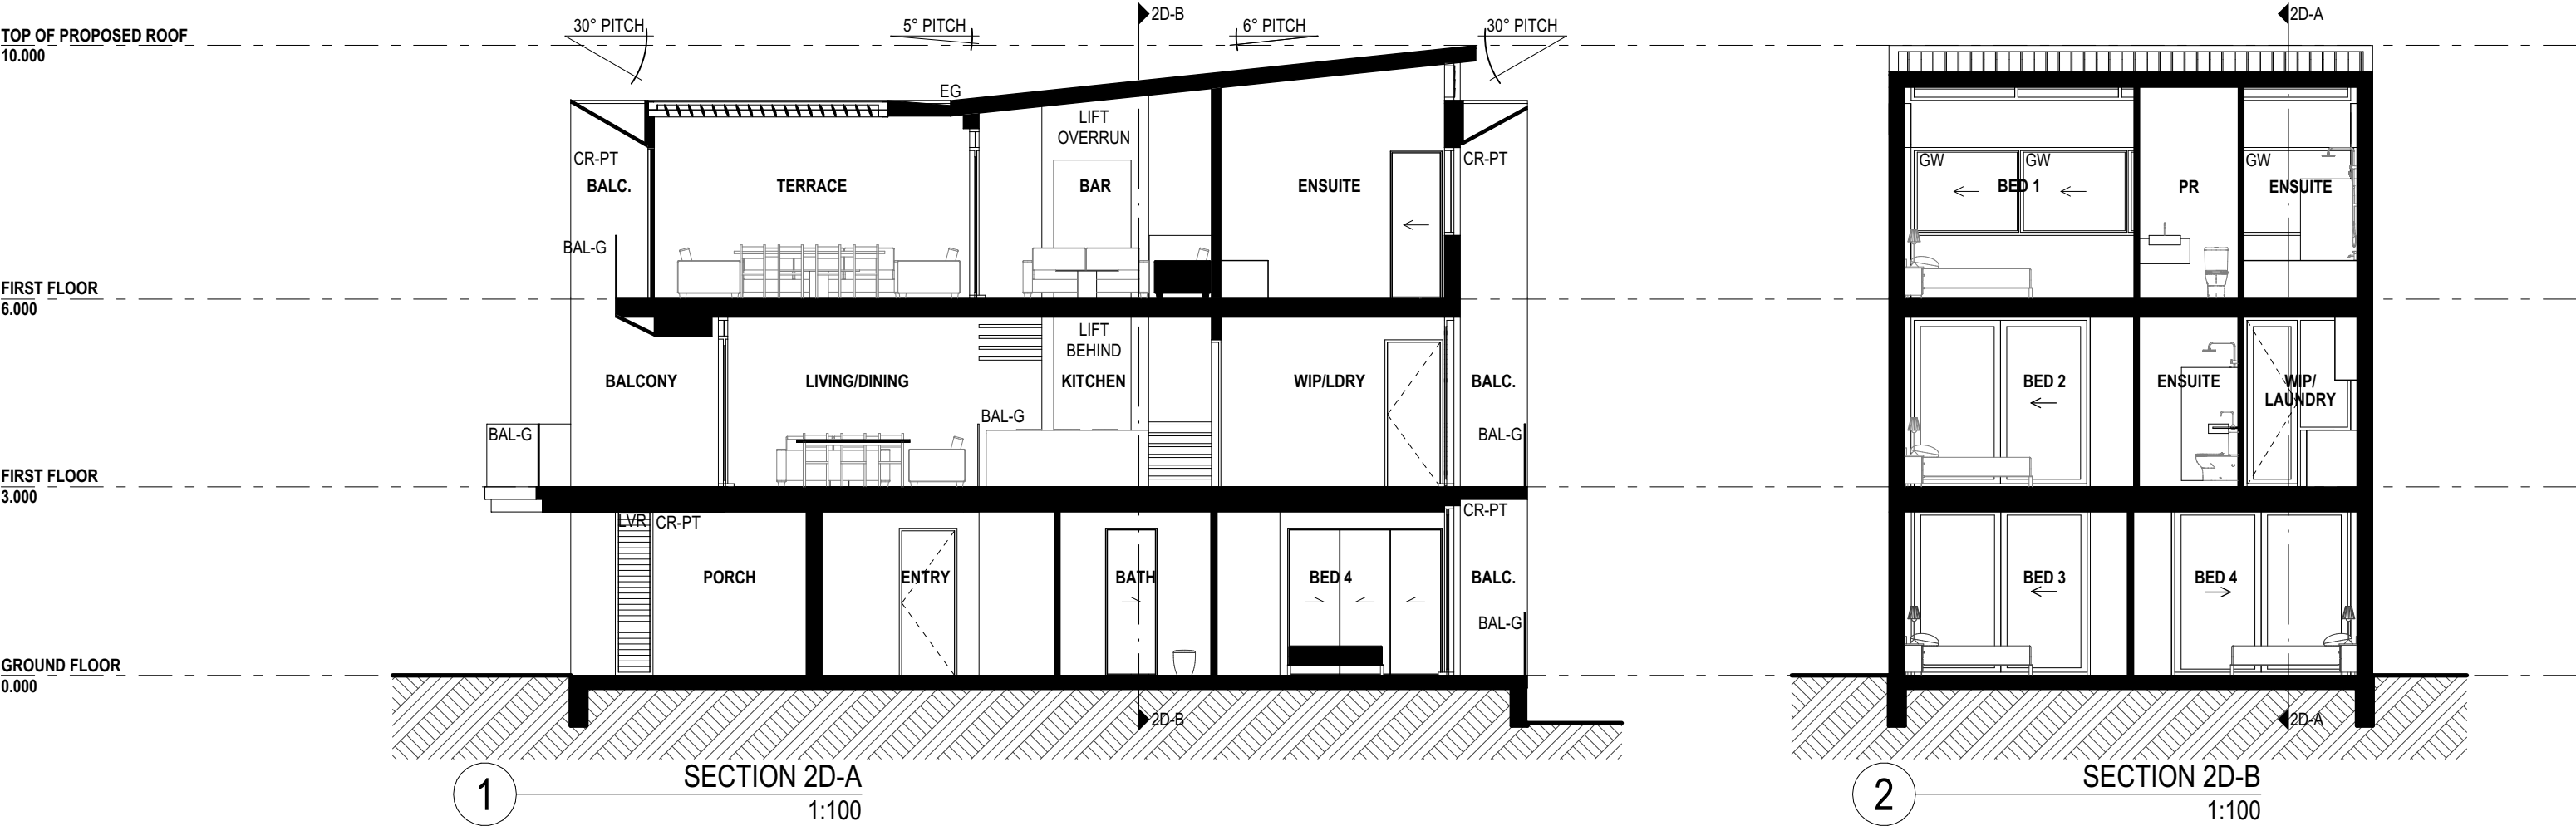 2D-B
2D-A
30° PITCH
5° PITCH
6° PITCH
30° PITCH
TOP OF PROPOSED ROOF
10.000
EG
LIFT
OVERRUN
CR-PT
CR-PT
GW
GW
GW
BALC.
TERRACE
BAR
ENSUITE
BED 1
PR
ENSUITE
BAL-G
FIRST FLOOR
6.000
LIFT
BEHIND
BALCONY
LIVING/DINING
KITCHEN
WIP/LDRY
BALC.
BED 2
ENSUITE
WIP/
LAUNDRY
BAL-G
BAL-G
BAL-G
FIRST FLOOR
3.000
LVR
CR-PT
CR-PT
PORCH
ENTRY
BATH
BED 4
BALC.
BED 3
BED 4
BAL-G
GROUND FLOOR
0.000
2D-B
2D-A
1
SECTION 2D-A
1:100
2
SECTION 2D-B
1:100